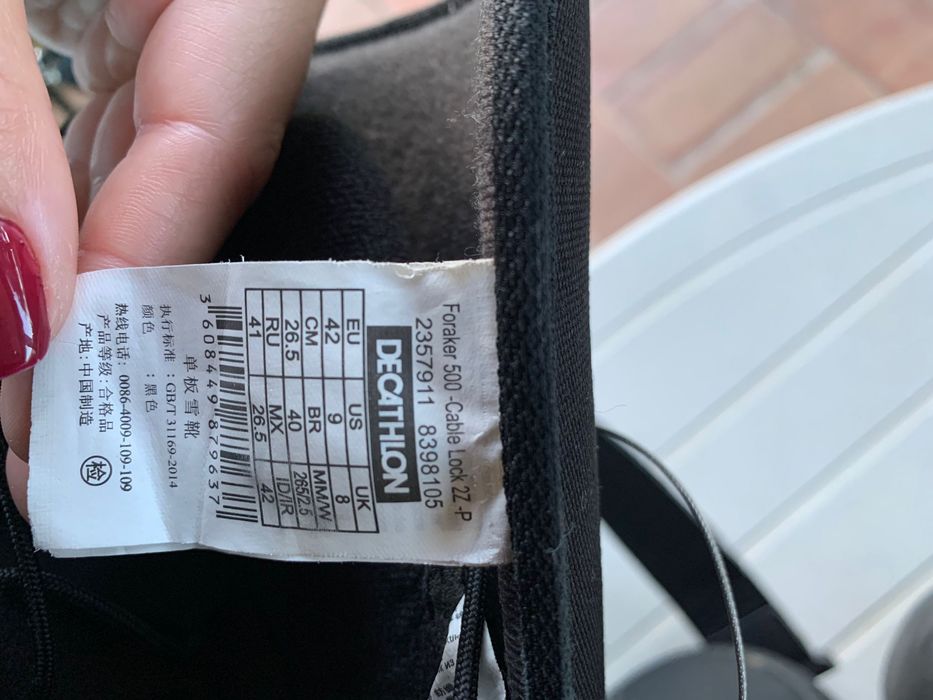 Foraker 500 -Cable Lock 2Z -P
2357911 8398105
DECATHLON
EU US UK
42 9 8
CM BR MM/W
26.5 40 265/2.5
RU MX ID/IR
41 26.5 42
3 608449 879637
单板雪靴
执行标准 : GB/T 31169-2014
颜色 : 黑色
热线电话: 0086-4009-109-109
产品等级: 合格品
产地: 中国制造
检